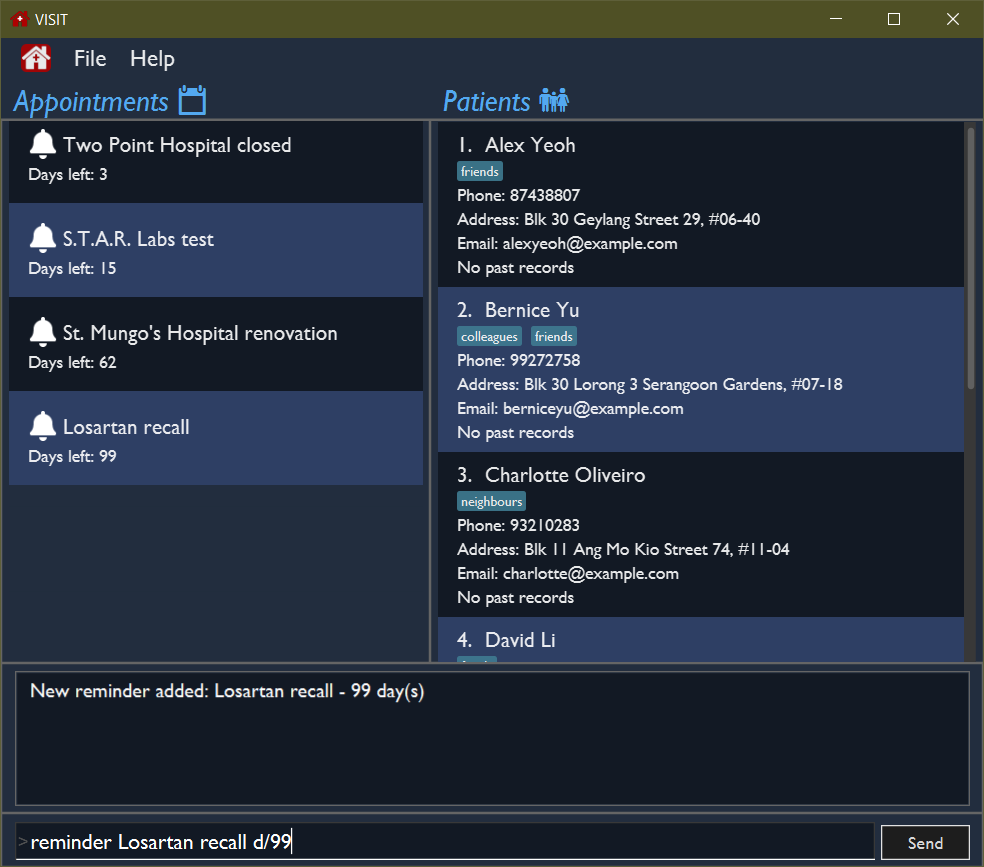 VISIT
File Help
Appointments
Two Point Hospital closed
Days left: 3
S.T.A.R. Labs test
Days left: 15
St. Mungo's Hospital renovation
Days left: 62
Losartan recall
Days left: 99
Patients
1. Alex Yeoh
friends
Phone: 87438807
Address: Blk 30 Geylang Street 29, #06-40
Email: alexyeoh@example.com
No past records
2. Bernice Yu
colleagues friends
Phone: 99272758
Address: Blk 30 Lorong 3 Serangoon Gardens, #07-18
Email: berniceyu@example.com
No past records
3. Charlotte Oliveiro
neighbours
Phone: 93210283
Address: Blk 11 Ang Mo Kio Street 74, #11-04
Email: charlotte@example.com
No past records
4. David Li
New reminder added: Losartan recall - 99 day(s)
>reminder Losartan recall d/99
Send